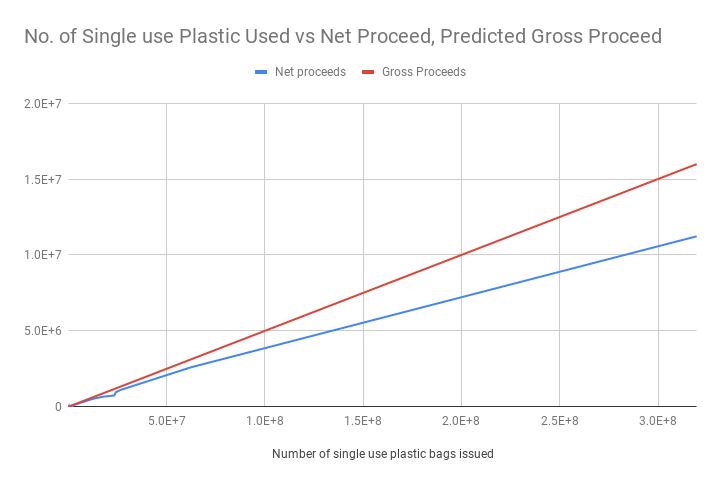 No. of Single use Plastic Used vs Net Proceed, Predicted Gross Proceed
Net proceeds Gross Proceeds
2.0E+7
1.5E+7
1.0E+7
5.0E+6
0
5.0E+7 1.0E+8 1.5E+8 2.0E+8 2.5E+8 3.0E+8
Number of single use plastic bags issued